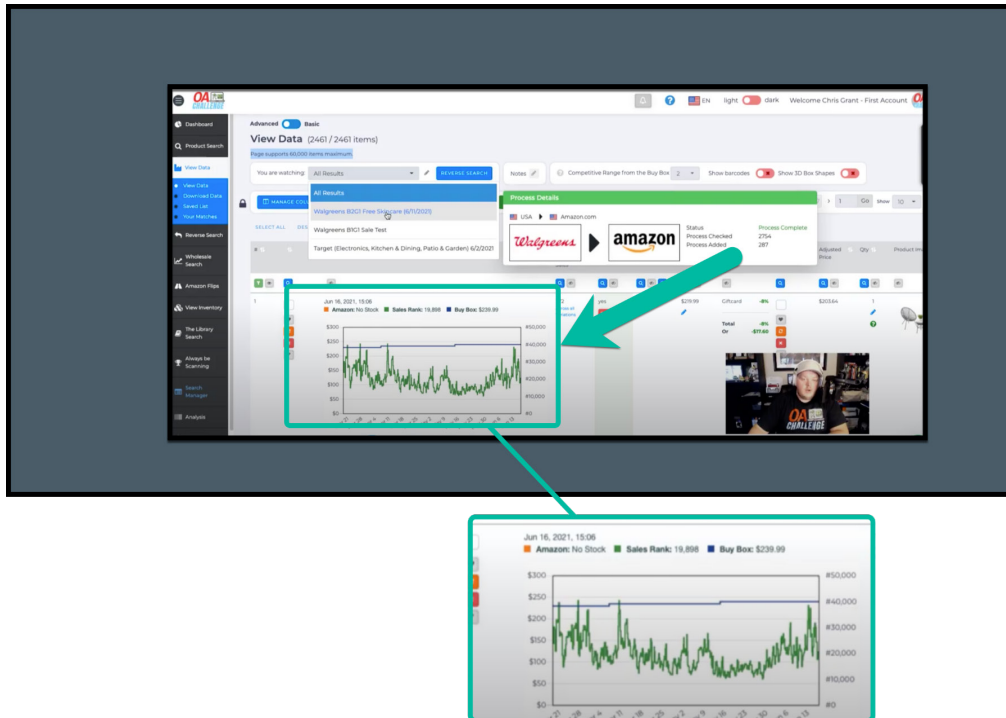 OA
CHALLENGE
EN light dark Welcome Chris Grant - First Account
Dashboard
Product Search
View Data
View Data
Download Data
Saved List
Your Matches
Reverse Search
Wholesale
Search
Amazon Flips
View Inventory
The Library
Search
Always be
Scanning
Search
Manager
Analysis
Advanced Basic
View Data (2461 / 2461 items)
Page supports 60,000 items maximum.
You are watching: All Results REVERSE SEARCH Notes Competitive Range from the Buy Box 2 Show barcodes Show 3D Box Shapes
All Results
Walgreens B2G1 Free Skincare (6/11/2021)
Walgreens B1G1 Sale Test
Target (Electronics, Kitchen & Dining, Patio & Garden) 6/2/2021
MANAGE
SELECT ALL
Process Details
USA Amazon.com
Walgreens amazon
Status Process Complete
Process Checked 2754
Process Added 287
1 Go Show 10
Adjusted
Price
Qty
1
Jun 16, 2021, 15:06
Amazon: No Stock Sales Rank: 19,898 Buy Box: $239.99
$300
$250
$200
$150
$100
$50
$0
#50,000
#40,000
#30,000
#20,000
#10,000
#0
yes
$219.99
Giftcard -4%
Total -8%
Or -$17.60
$203.64
1
OA
CHALLENGE
Jun 16, 2021, 15:06
Amazon: No Stock Sales Rank: 19,898 Buy Box: $239.99
$300
$250
$200
$150
$100
$50
$0
#50,000
#40,000
#30,000
#20,000
#10,000
#0